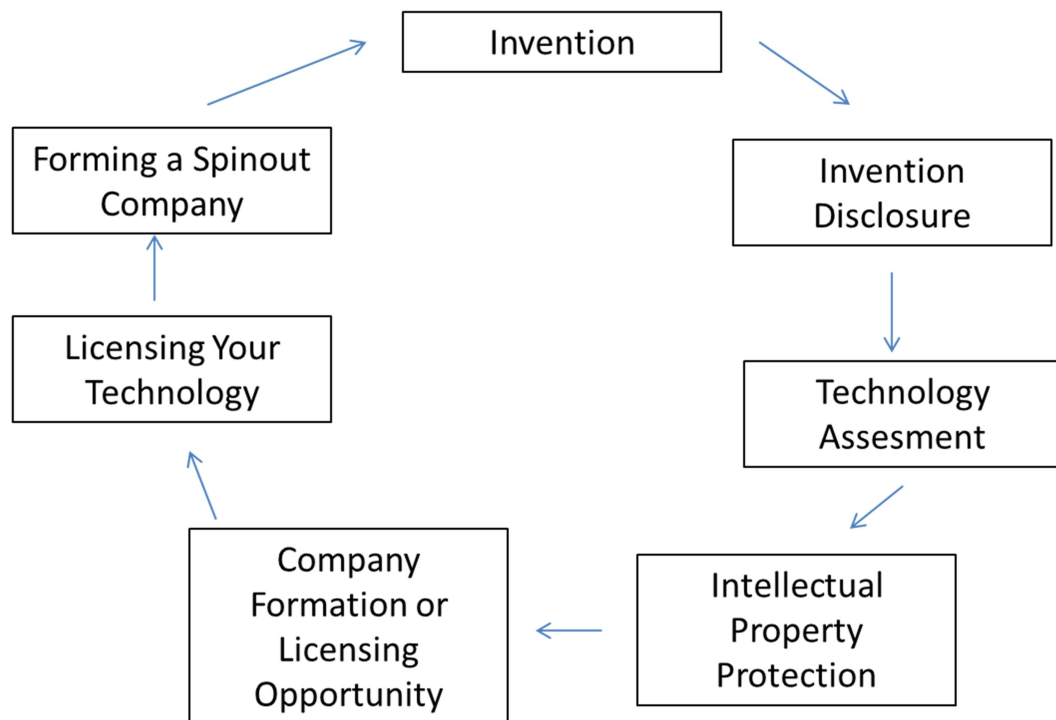 Invention
Invention
Disclosure
Technology
Assesment
Intellectual
Property
Protection
Company
Formation or
Licensing
Opportunity
Licensing Your
Technology
Forming a Spinout
Company